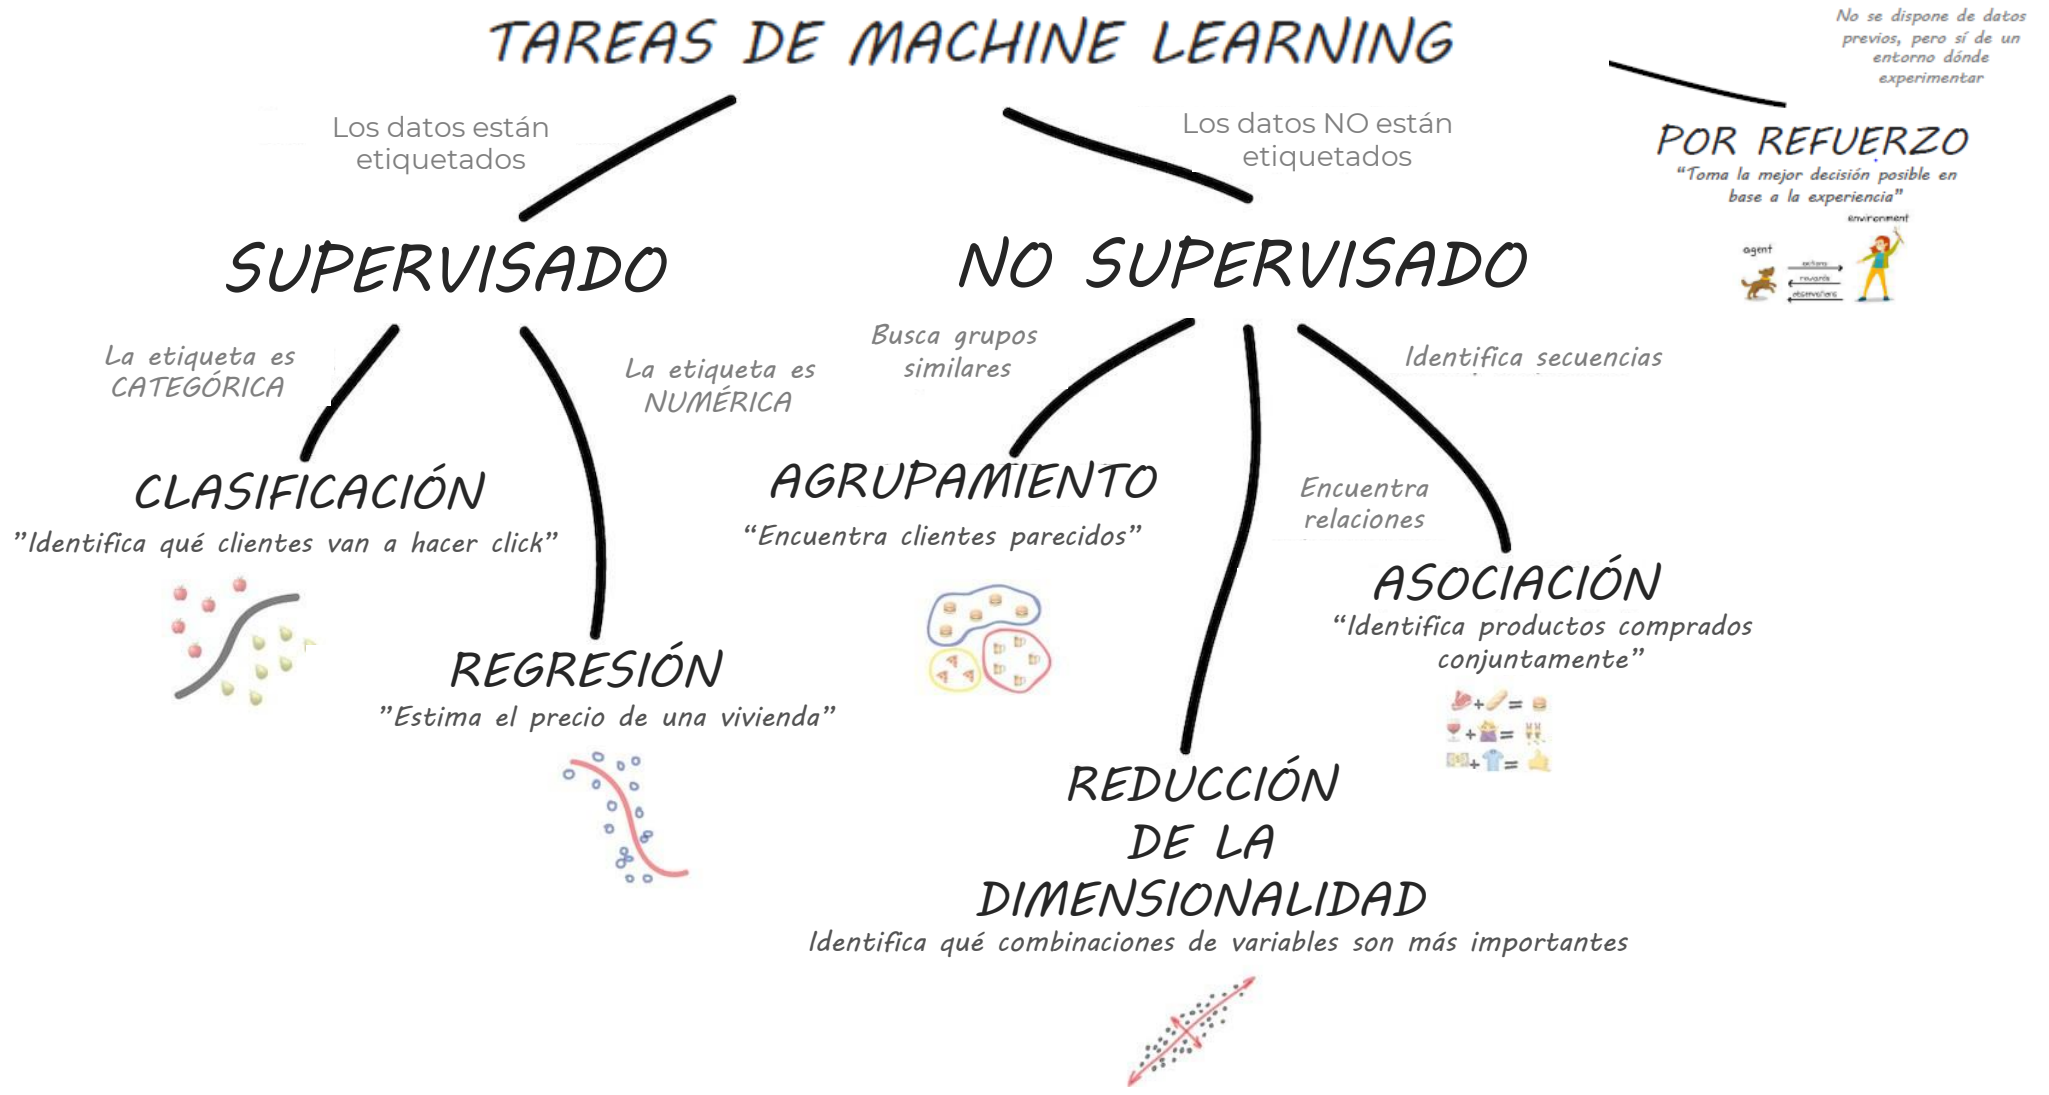 TAREAS DE MACHINE LEARNING
No se dispone de datos
previos, pero sí de un
entorno dónde
experimentar
Los datos están
etiquetados
Los datos NO están
etiquetados
POR REFUERZO
“Toma la mejor decisión posible en
base a la experiencia”
environment
agent
actions
rewards
observations
SUPERVISADO
NO SUPERVISADO
La etiqueta es
CATEGÓRICA
La etiqueta es
NUMÉRICA
Busca grupos
similares
Identifica secuencias
CLASIFICACIÓN
”Identifica qué clientes van a hacer click”
AGRUPAMIENTO
“Encuentra clientes parecidos”
Encuentra
relaciones
ASOCIACIÓN
“Identifica productos comprados
conjuntamente”
REGRESIÓN
”Estima el precio de una vivienda”
REDUCCIÓN
DE LA
DIMENSIONALIDAD
Identifica qué combinaciones de variables son más importantes